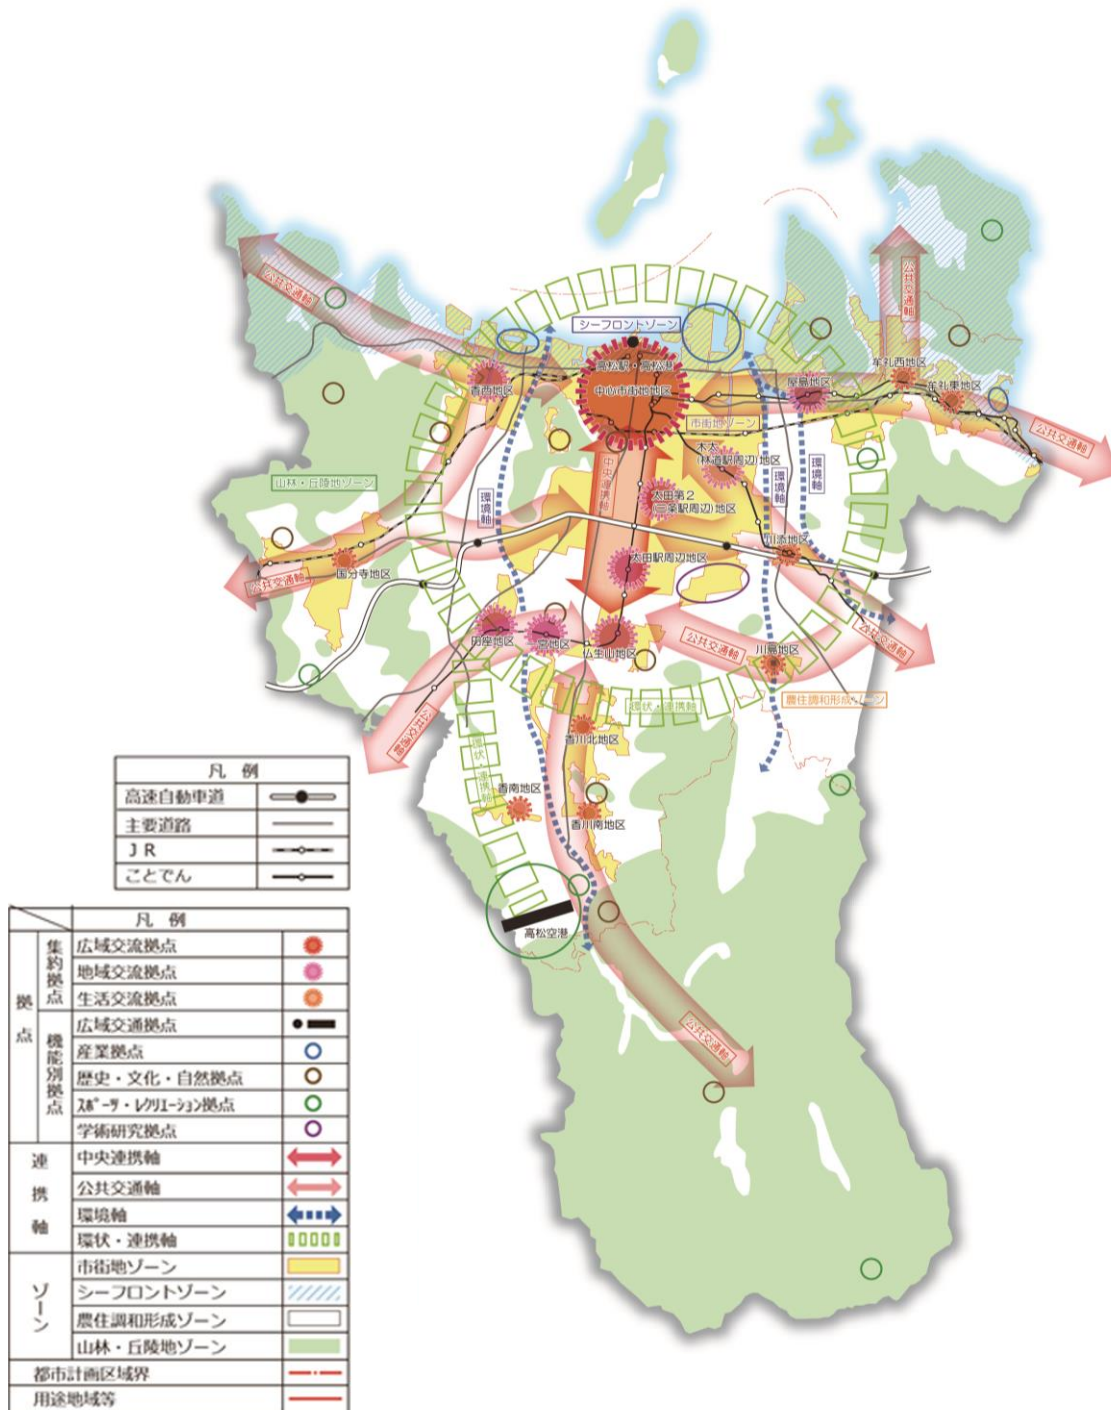 公共交通軸
公共交通軸
シーフロントゾーン
高松駅・高松港
中心市街地地区
香西地区
屋島地区
牟礼西地区
牟礼東地区
公共交通軸
市街地ゾーン
木太
(林道駅周辺)地区
中央連携軸
環境軸
環境軸
環境軸
山林・丘陵地ゾーン
太田第2
(三条駅周辺)地区
川添地区
国分寺地区
公共交通軸
太田駅周辺地区
円座地区
一宮地区
仏生山地区
公共交通軸
公共交通軸
川島地区
農住調和形成ゾーン
環状・連携軸
公共交通軸
環状・連携軸
香川北地区
香南地区
香川南地区
高松空港
公共交通軸
凡 例
高速自動車道
主要道路
JR
ことでん
凡 例
拠点
集約拠点
広域交流拠点
地域交流拠点
生活交流拠点
機能別拠点
広域交通拠点
産業拠点
歴史・文化・自然拠点
スポーツ・レクリエーション拠点
学術研究拠点
連携軸
中央連携軸
公共交通軸
環境軸
環状・連携軸
ゾーン
市街地ゾーン
シーフロントゾーン
農住調和形成ゾーン
山林・丘陵地ゾーン
都市計画区域界
用途地域等